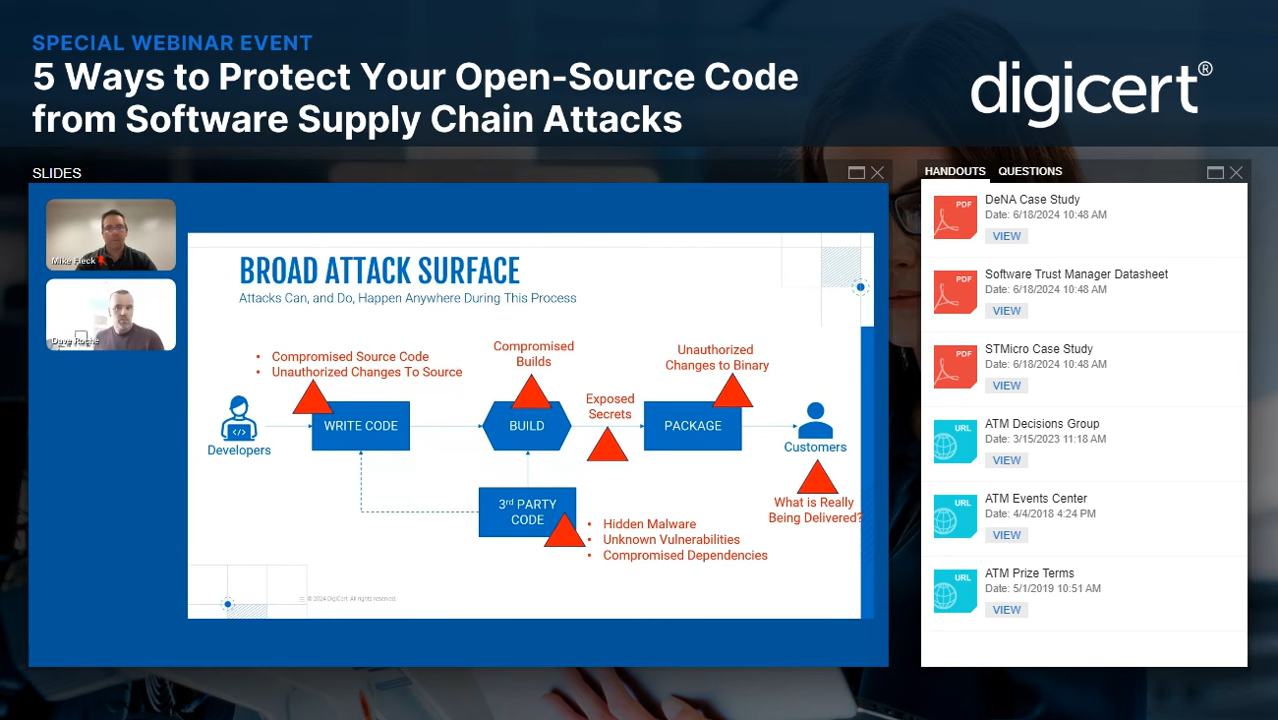 SPECIAL WEBINAR EVENT
5 Ways to Protect Your Open-Source Code
from Software Supply Chain Attacks
digicert®
SLIDES
Mike Fleck
Dave Roche
BROAD ATTACK SURFACE
Attacks Can, and Do, Happen Anywhere During This Process
• Compromised Source Code
• Unauthorized Changes To Source
Compromised
Builds
Unauthorized
Changes to Binary
Exposed
Secrets
Developers
WRITE CODE
BUILD
PACKAGE
Customers
3rd PARTY
CODE
• Hidden Malware
• Unknown Vulnerabilities
• Compromised Dependencies
What is Really
Being Delivered?
© 2024 DigiCert. All rights reserved.
HANDOUTS QUESTIONS
PDF
DeNA Case Study
Date: 6/18/2024 10:48 AM
VIEW
PDF
Software Trust Manager Datasheet
Date: 6/18/2024 10:48 AM
VIEW
PDF
STMicro Case Study
Date: 6/18/2024 10:48 AM
VIEW
URL
ATM Decisions Group
Date: 3/15/2023 11:18 AM
VIEW
URL
ATM Events Center
Date: 4/4/2018 4:24 PM
VIEW
URL
ATM Prize Terms
Date: 5/1/2019 10:51 AM
VIEW